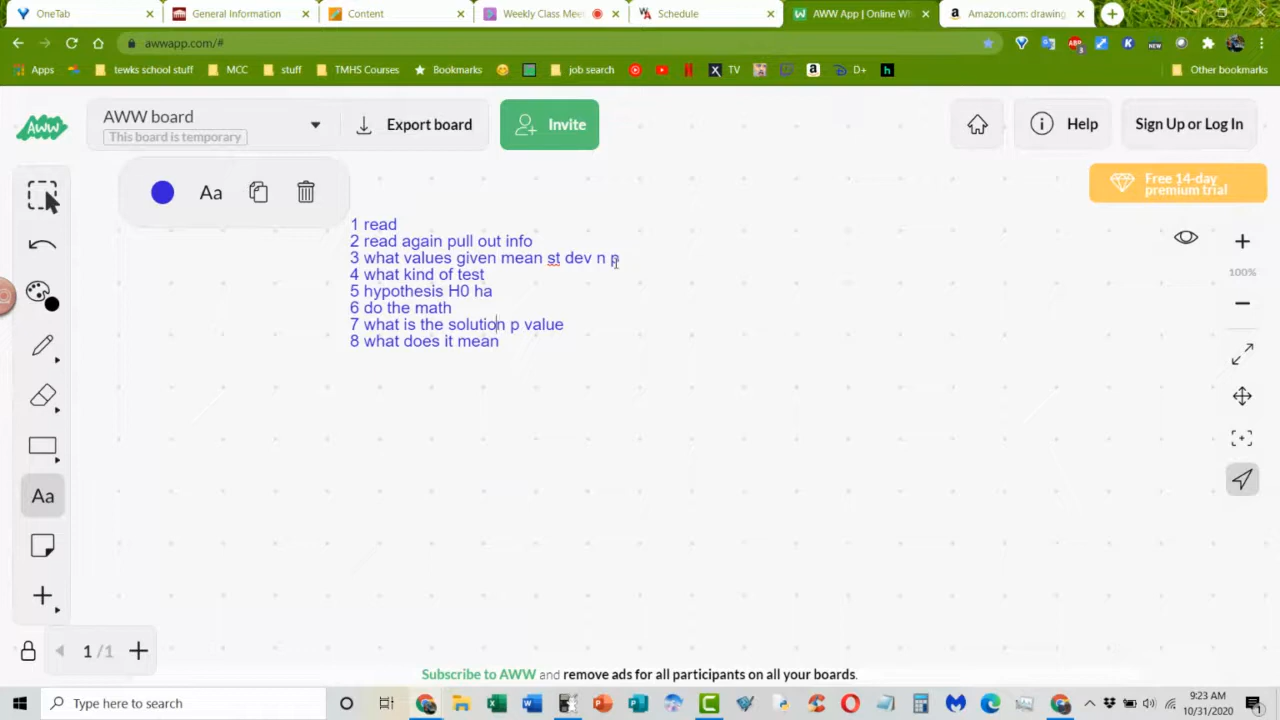 OneTab
General Information
Content
Weekly Class Mee
Schedule
AWW App | Online Wh
Amazon.com: drawing
awwapp.com/#
Apps
tewks school stuff
MCC
stuff
TMHS Courses
Bookmarks
job search
TV
D+
Other bookmarks
AWW
AWW board
This board is temporary
Export board
Invite
Help
Sign Up or Log In
Free 14-day
premium trial
Aa
1 read
2 read again pull out info
3 what values given mean st dev n p
4 what kind of test
5 hypothesis H0 ha
6 do the math
7 what is the solution p value
8 what does it mean
100%
Aa
1 /1
Subscribe to AWW and remove ads for all participants on all your boards.
Type here to search
9:23 AM
10/31/2020